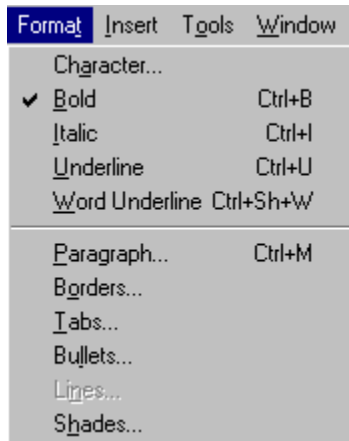 Format Insert Tools Window
Character...
Bold Ctrl+B
Italic Ctrl+I
Underline Ctrl+U
Word Underline Ctrl+Sh+W
Paragraph... Ctrl+M
Borders...
Tabs...
Bullets...
Lines...
Shades...